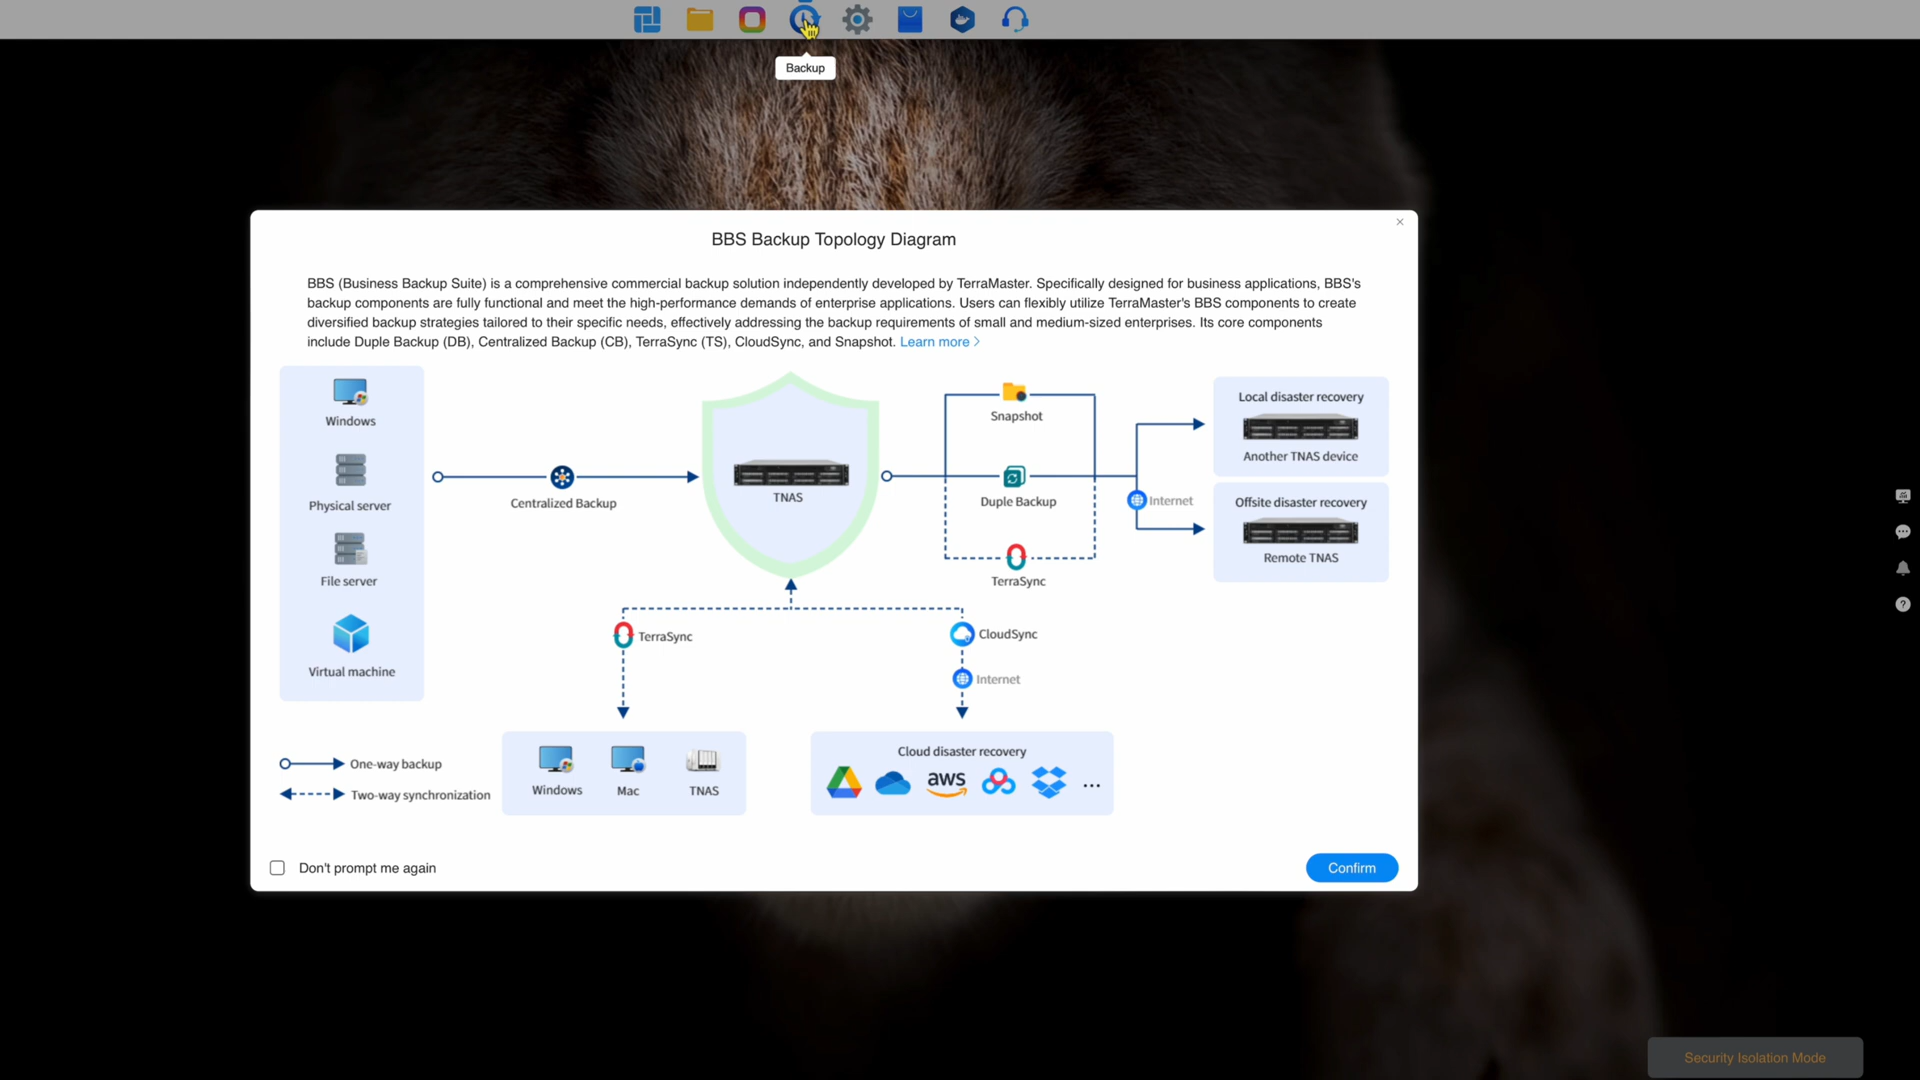 Backup
BBS Backup Topology Diagram
BBS (Business Backup Suite) is a comprehensive commercial backup solution independently developed by TerraMaster. Specifically designed for business applications, BBS's
backup components are fully functional and meet the high-performance demands of enterprise applications. Users can flexibly utilize TerraMaster's BBS components to create
diversified backup strategies tailored to their specific needs, effectively addressing the backup requirements of small and medium-sized enterprises. Its core components
include Duple Backup (DB), Centralized Backup (CB), TerraSync (TS), CloudSync, and Snapshot. Learn more >
Windows
Physical server
File server
Virtual machine
Centralized Backup
TNAS
Snapshot
Duple Backup
TerraSync
Internet
Local disaster recovery
Another TNAS device
Offsite disaster recovery
Remote TNAS
TerraSync
CloudSync
Internet
One-way backup
Two-way synchronization
Windows
Mac
TNAS
Cloud disaster recovery
aws
...
Don't prompt me again
Confirm
Security Isolation Mode